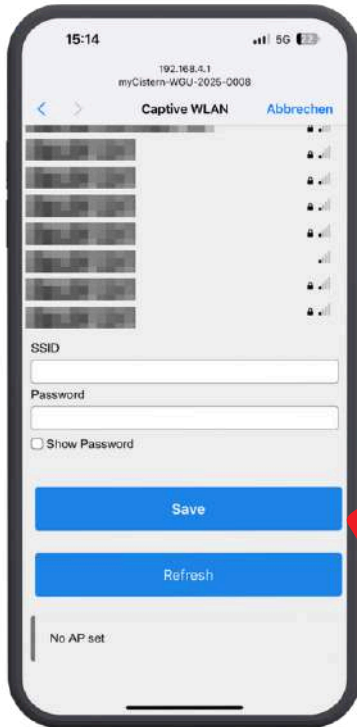 15:14
5G 22
192.168.4.1
myCistern-WGU-2025-0008
Captive WLAN
Abbrechen
SSID
Password
Show Password
Save
Refresh
No AP set